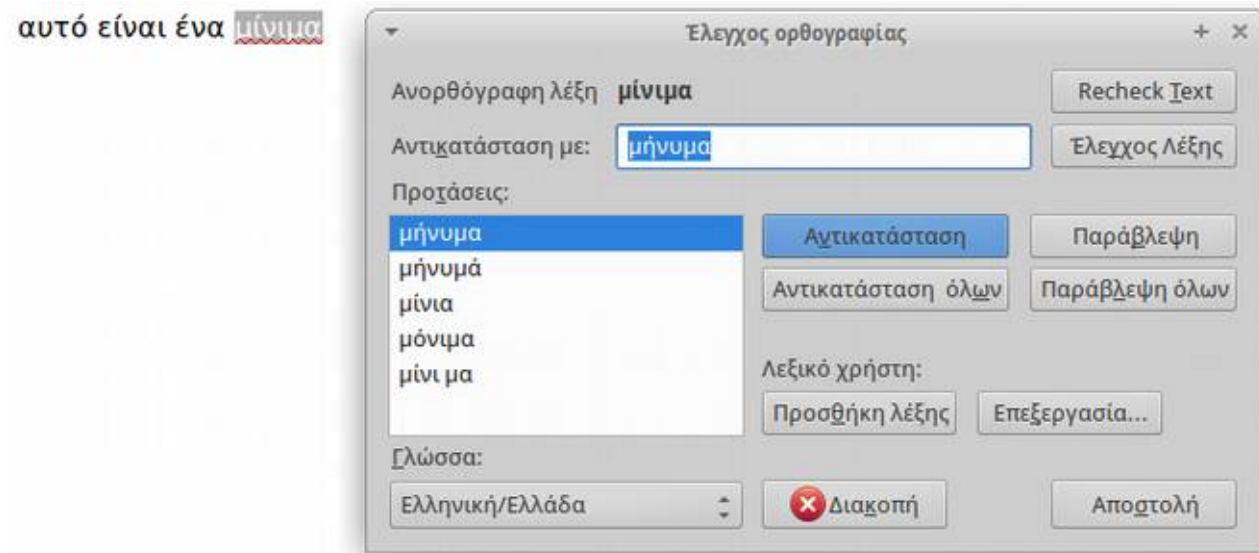 αυτό είναι ένα μίνιμα
Έλεγχος ορθογραφίας
Ανορθόγραφη λέξη μίνιμα
Recheck Text
Αντικατάσταση με: μήνυμα
Έλεγχος Λέξης
Προτάσεις:
μήνυμα
μήνυμά
μίνια
μόνιμα
μίνι μα
Αντικατάσταση
Παράβλεψη
Αντικατάσταση όλων
Παράβλεψη όλων
Λεξικό χρήστη:
Προσθήκη λέξης
Επεξεργασία...
Γλώσσα:
Ελληνική/Ελλάδα
Διακοπή
Αποστολή